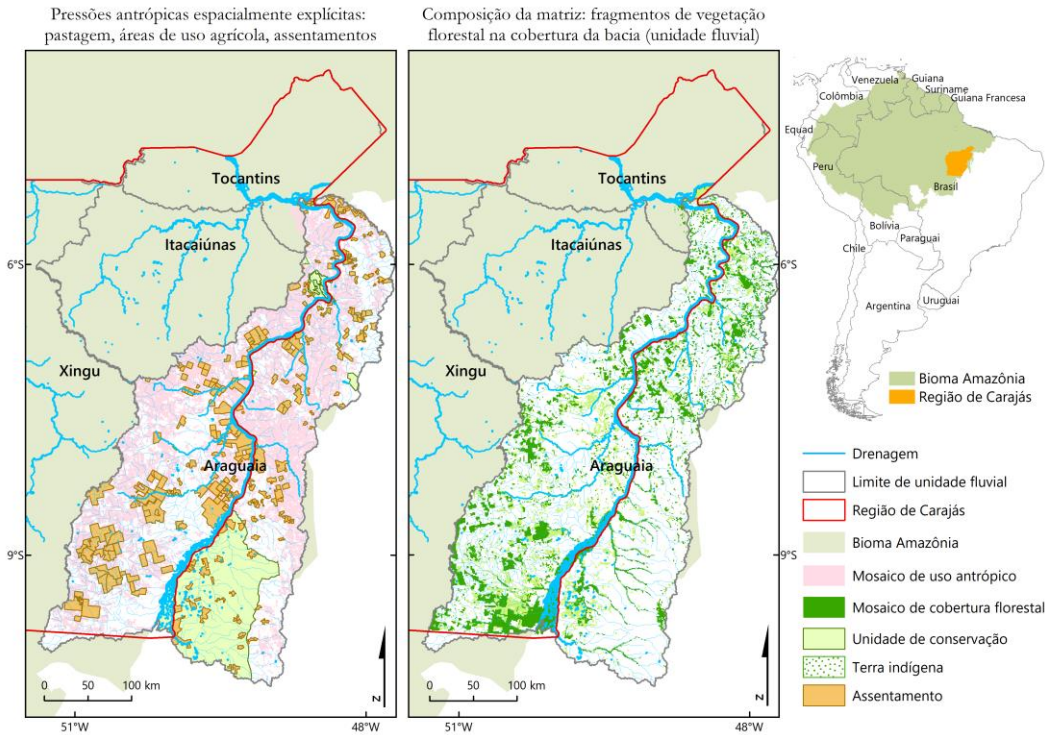 Pressões antrópicas espacialmente explícitas:
pastagem, áreas de uso agrícola, assentamentos
Composição da matriz: fragmentos de vegetação
florestal na cobertura da bacia (unidade fluvial)
Tocantins
Itacaiúnas
Xingu
Araguaia
0 50 100 km
N
51°W
48°W
6°S
9°S
Tocantins
Itacaiúnas
Xingu
Araguaia
0 50 100 km
N
51°W
48°W
6°S
9°S
Venezuela
Guiana
Suriname
Guiana Francesa
Colômbia
Equad
Peru
Brasil
Bolívia
Paraguai
Chile
Argentina
Uruguai
Bioma Amazônia
Região de Carajás
Drenagem
Limite de unidade fluvial
Região de Carajás
Bioma Amazônia
Mosaico de uso antrópico
Mosaico de cobertura florestal
Unidade de conservação
Terra indígena
Assentamento